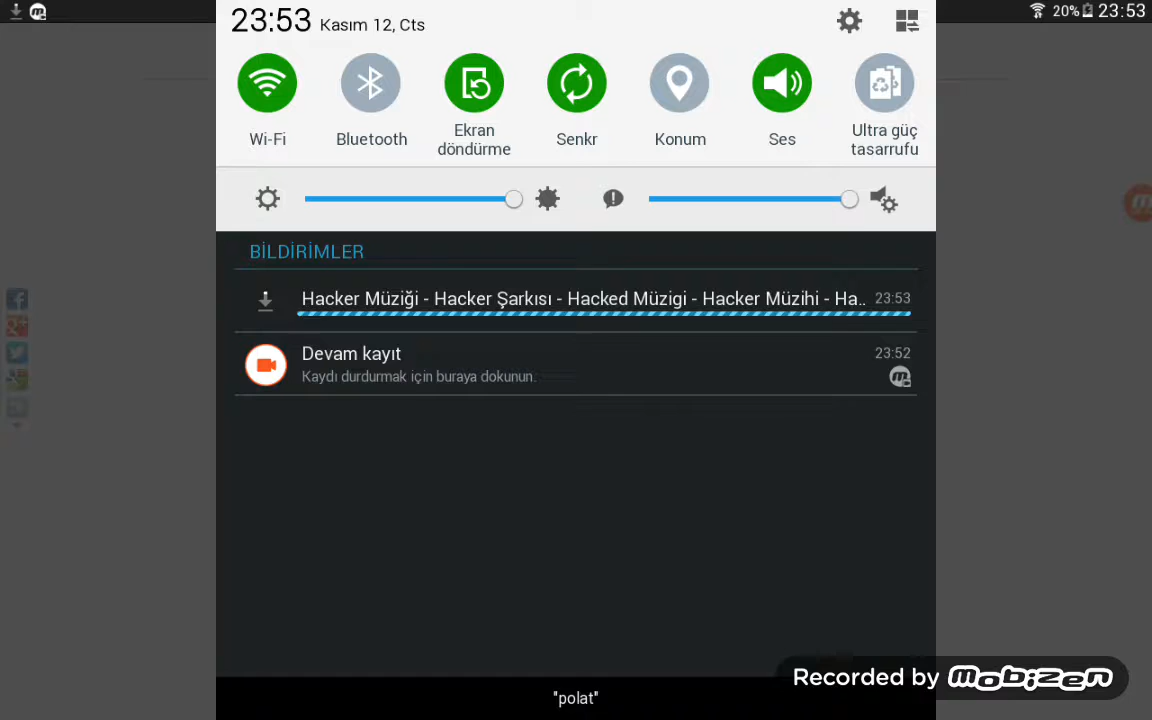 20% 23:53
23:53 Kasım 12, Cts
Wi-Fi
Bluetooth
Ekran
döndürme
Senkr
Konum
Ses
Ultra güç
tasarrufu
BİLDİRİMLER
Hacker Müziği - Hacker Şarkısı - Hacked Müzigi - Hacker Müzihi - Ha.. 23:53
Devam kayıt 23:52
Kaydı durdurmak için buraya dokunun.
Recorded by mobizen
"polat"